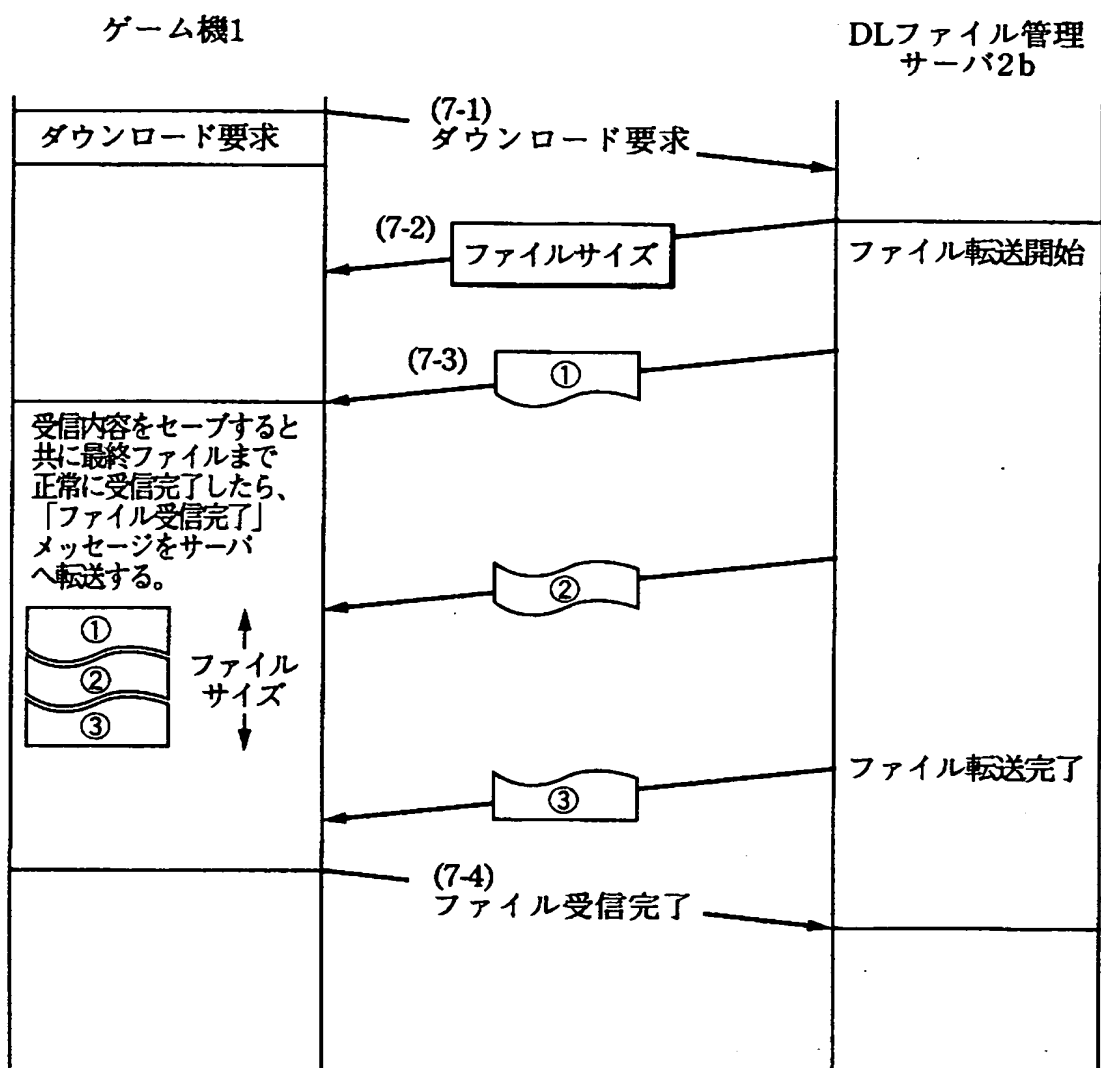 ゲーム機1
DLファイル管理
サーバ2b
(7-1)
ダウンロード要求
ダウンロード要求
(7-2)
ファイルサイズ
ファイル転送開始
(7-3)
①
受信内容をセーブすると
共に最終ファイルまで
正常に受信完了したら、
「ファイル受信完了」
メッセージをサーバ
へ転送する。
②
①
②
③
ファイル
サイズ
ファイル転送完了
③
(7-4)
ファイル受信完了